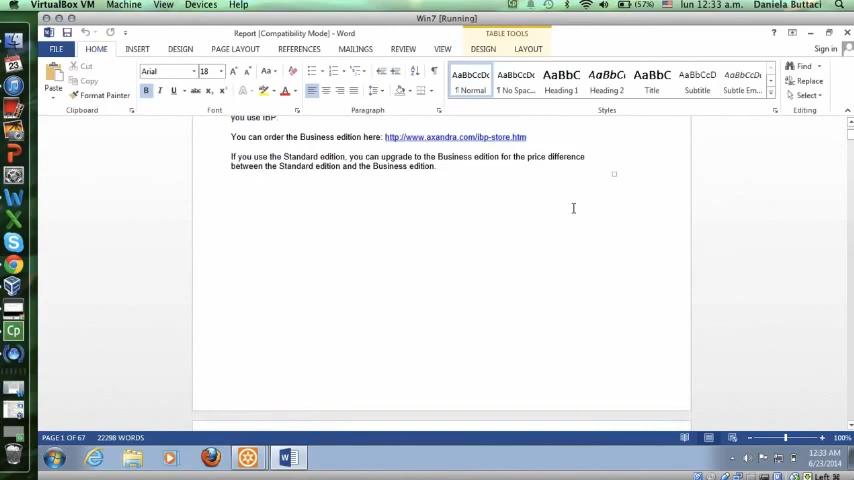 VirtualBox VM Machine View Devices Help (57%) lun 12:33 a.m. Daniela Buttaci
Win7 [Running]
Report [Compatibility Mode] - Word TABLE TOOLS
FILE HOME INSERT DESIGN PAGE LAYOUT REFERENCES MAILINGS REVIEW VIEW DESIGN LAYOUT Sign in
Paste Cut Copy Format Painter
Arial 18
AaBbCcDc AaBbCcDc AaBbC AaBbCc AaBbC AaBbCcD AaBbCcDc
¶ Normal ¶ No Spac... Heading 1 Heading 2 Title Subtitle Subtle Em...
Find Replace Select
Clipboard Font Paragraph Styles Editing
you use IBP.
You can order the Business edition here: http://www.axandra.com/ibp-store.htm
If you use the Standard edition, you can upgrade to the Business edition for the price difference
between the Standard edition and the Business edition.
PAGE 1 OF 67 22298 WORDS 100%
12:33 AM
6/23/2014
Left ⌘